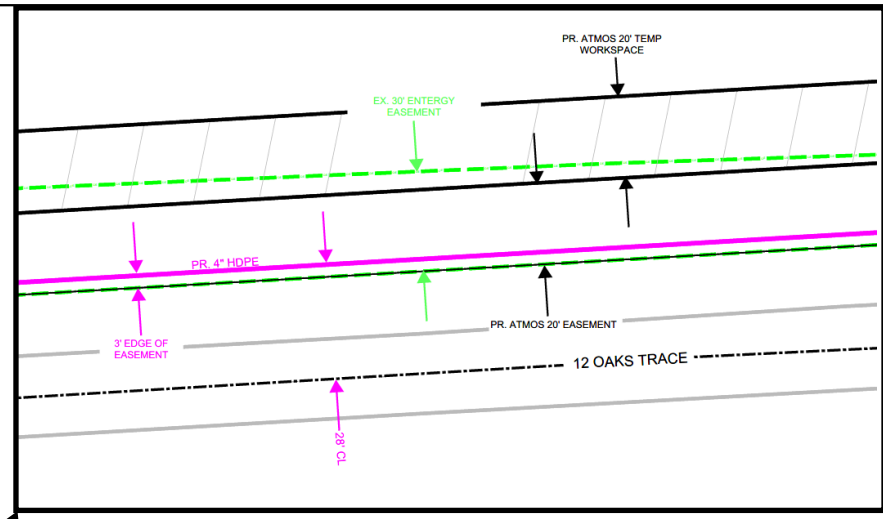 PR. ATMOS 20' TEMP
WORKSPACE
EX. 30' ENTERGY
EASEMENT
PR. 4" HDPE
3' EDGE OF
EASEMENT
PR. ATMOS 20' EASEMENT
12 OAKS TRACE
28' CL